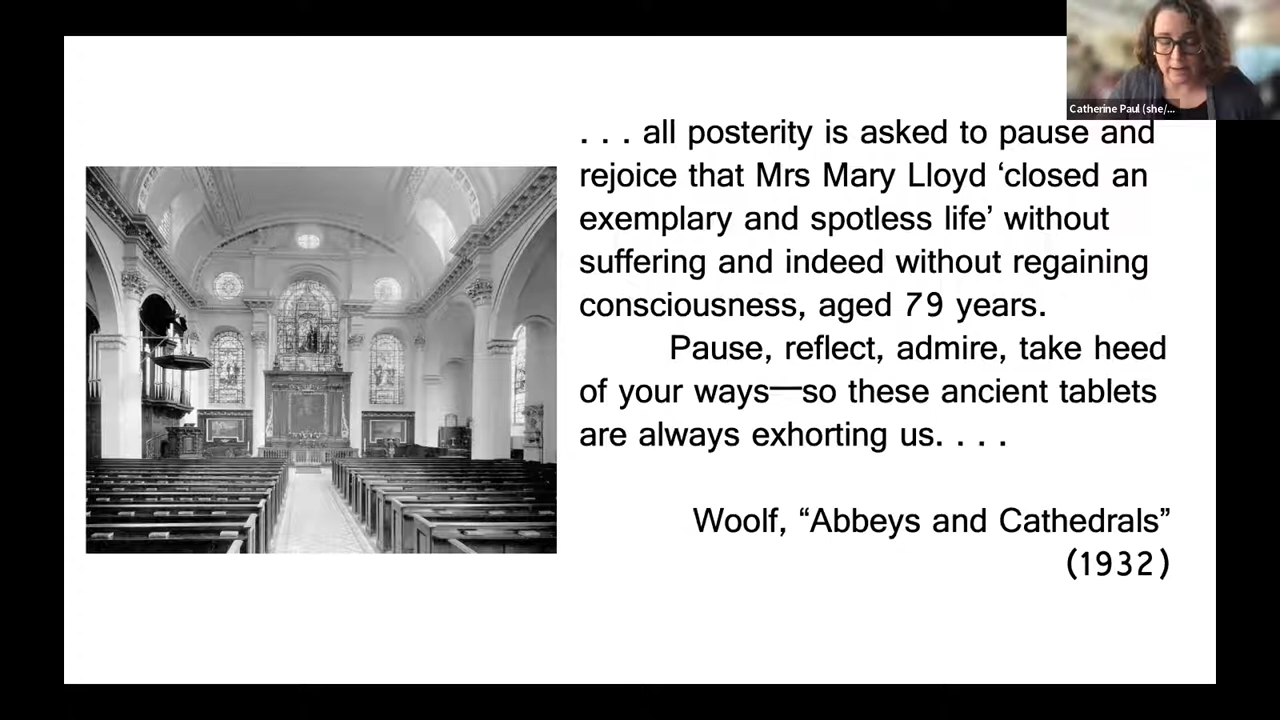 Catherine Paul (she/...
. . . all posterity is asked to pause and
rejoice that Mrs Mary Lloyd ‘closed an
exemplary and spotless life’ without
suffering and indeed without regaining
consciousness, aged 79 years.
Pause, reflect, admire, take heed
of your ways—so these ancient tablets
are always exhorting us. . . .
Woolf, “Abbeys and Cathedrals”
(1932)